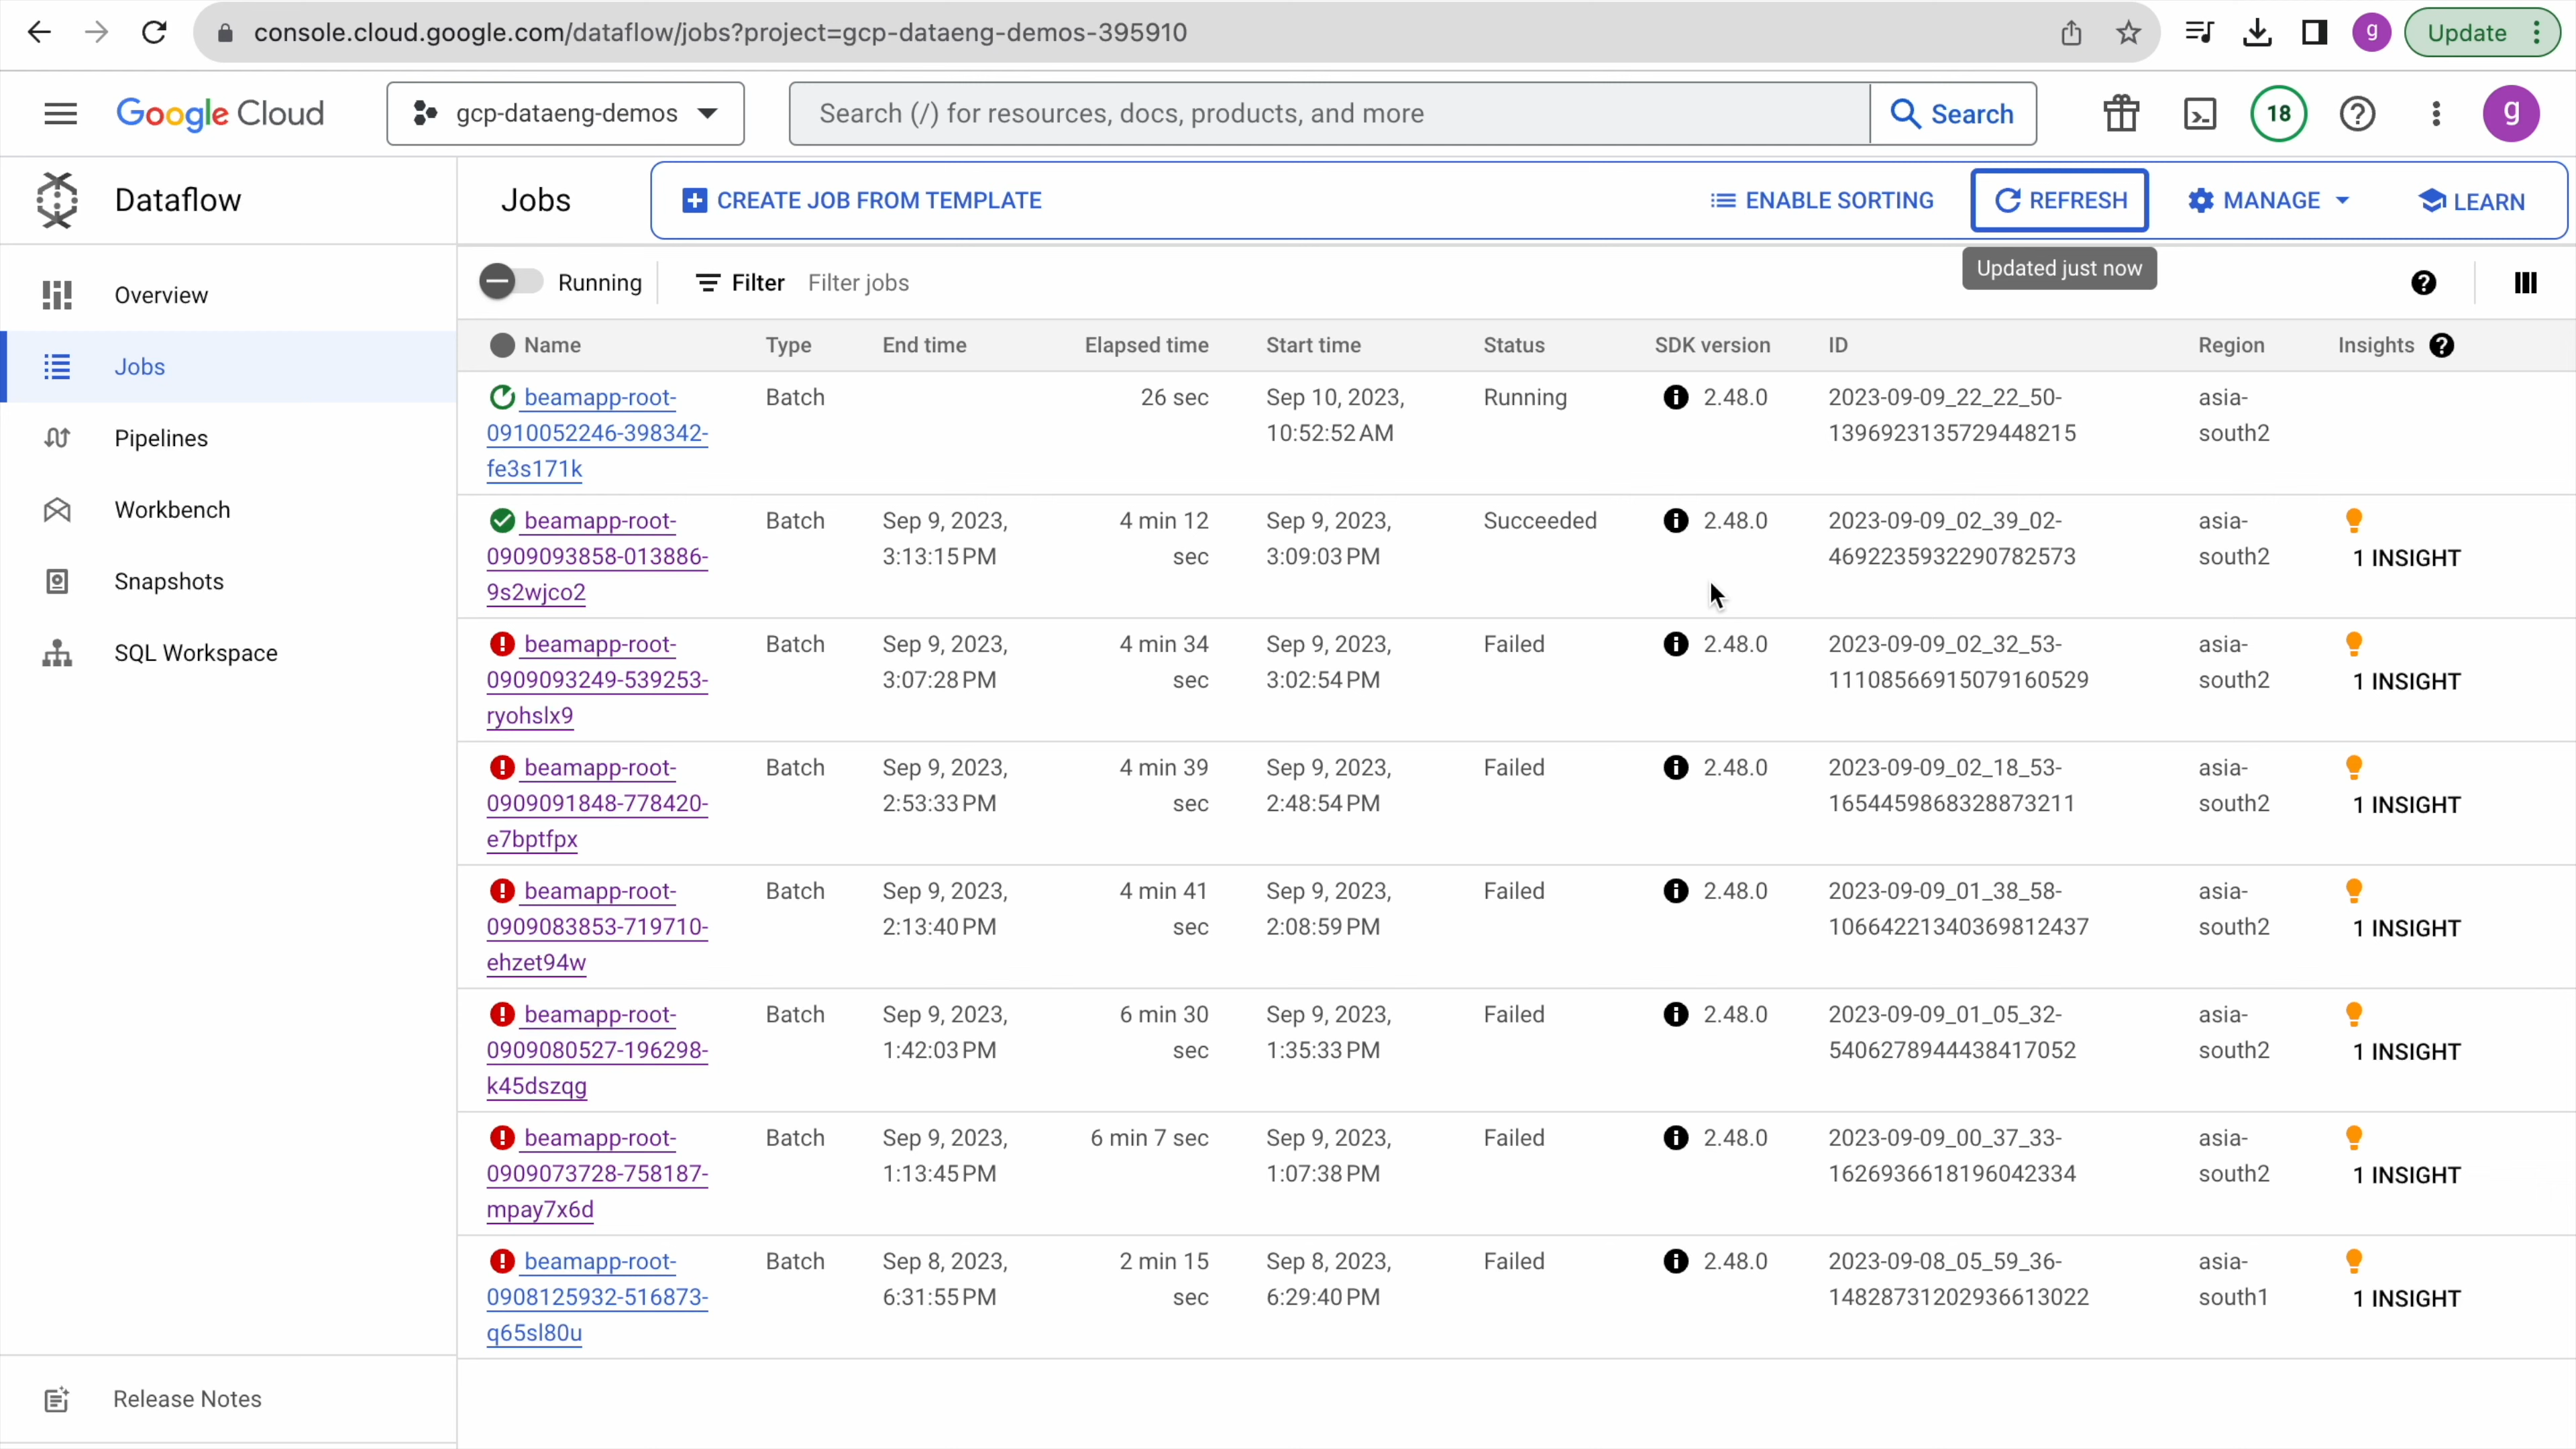 console.cloud.google.com/dataflow/jobs?project=gcp-dataeng-demos-395910
g
Update
Google Cloud
gcp-dataeng-demos
Search (/) for resources, docs, products, and more
Search
18
g
Dataflow
Jobs
CREATE JOB FROM TEMPLATE
ENABLE SORTING
REFRESH
MANAGE
LEARN
Updated just now
Overview
Jobs
Pipelines
Workbench
Snapshots
SQL Workspace
Release Notes
Running
Filter
Filter jobs
Name Type End time Elapsed time Start time Status SDK version ID Region Insights
beamapp-root- Batch 26 sec Sep 10, 2023, Running 2.48.0 2023-09-09_22_22_50- asia-
0910052246-398342- 10:52:52 AM 1396923135729448215 south2
fe3s171k
beamapp-root- Batch Sep 9, 2023, 4 min 12 Sep 9, 2023, Succeeded 2.48.0 2023-09-09_02_39_02- asia-
0909093858-013886- 3:13:15 PM sec 3:09:03 PM 4692235932290782573 south2 1 INSIGHT
9s2wjco2
beamapp-root- Batch Sep 9, 2023, 4 min 34 Sep 9, 2023, Failed 2.48.0 2023-09-09_02_32_53- asia-
0909093249-539253- 3:07:28 PM sec 3:02:54 PM 11108566915079160529 south2 1 INSIGHT
ryohslx9
beamapp-root- Batch Sep 9, 2023, 4 min 39 Sep 9, 2023, Failed 2.48.0 2023-09-09_02_18_53- asia-
0909091848-778420- 2:53:33 PM sec 2:48:54 PM 1654459868328873211 south2 1 INSIGHT
e7bptfpx
beamapp-root- Batch Sep 9, 2023, 4 min 41 Sep 9, 2023, Failed 2.48.0 2023-09-09_01_38_58- asia-
0909083853-719710- 2:13:40 PM sec 2:08:59 PM 10664221340369812437 south2 1 INSIGHT
ehzet94w
beamapp-root- Batch Sep 9, 2023, 6 min 30 Sep 9, 2023, Failed 2.48.0 2023-09-09_01_05_32- asia-
0909080527-196298- 1:42:03 PM sec 1:35:33 PM 5406278944438417052 south2 1 INSIGHT
k45dszqg
beamapp-root- Batch Sep 9, 2023, 6 min 7 sec Sep 9, 2023, Failed 2.48.0 2023-09-09_00_37_33- asia-
0909073728-758187- 1:13:45 PM 1:07:38 PM 1626936618196042334 south2 1 INSIGHT
mpay7x6d
beamapp-root- Batch Sep 8, 2023, 2 min 15 Sep 8, 2023, Failed 2.48.0 2023-09-08_05_59_36- asia-
0908125932-516873- 6:31:55 PM sec 6:29:40 PM 14828731202936613022 south1 1 INSIGHT
q65sl80u